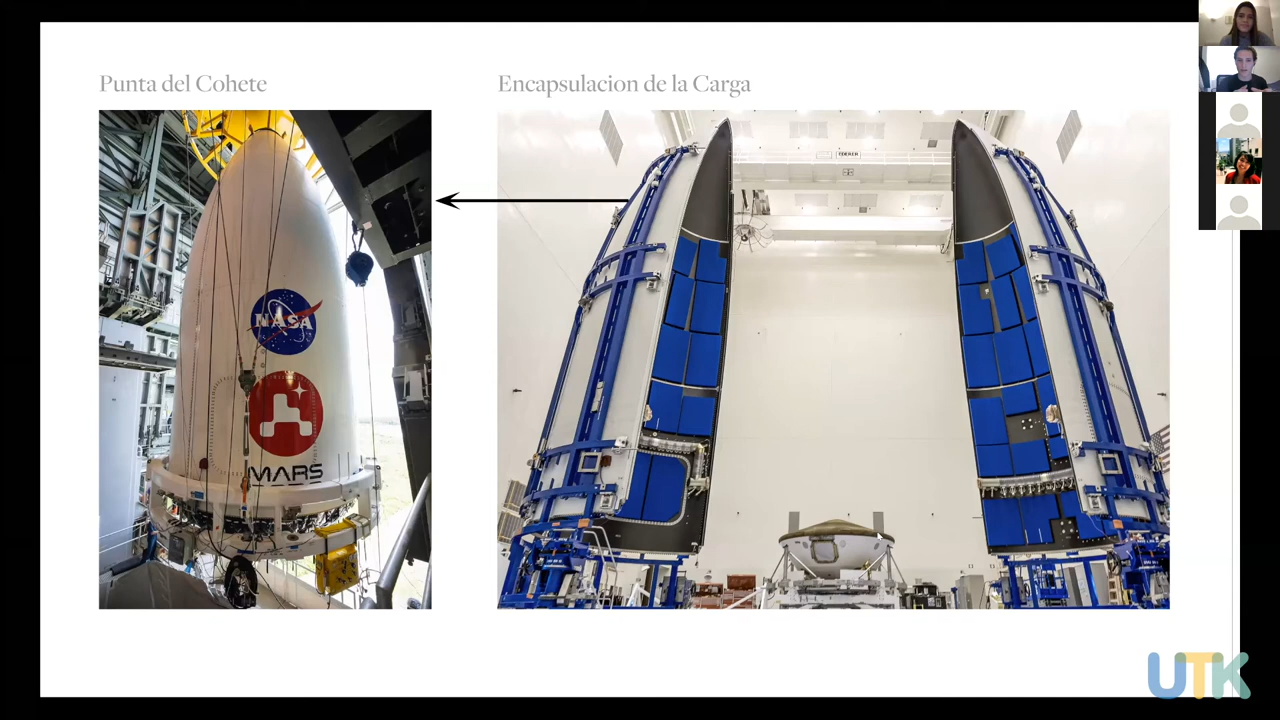 Punta del Cohete
Encapsulacion de la Carga
NASA
MARS
UTK